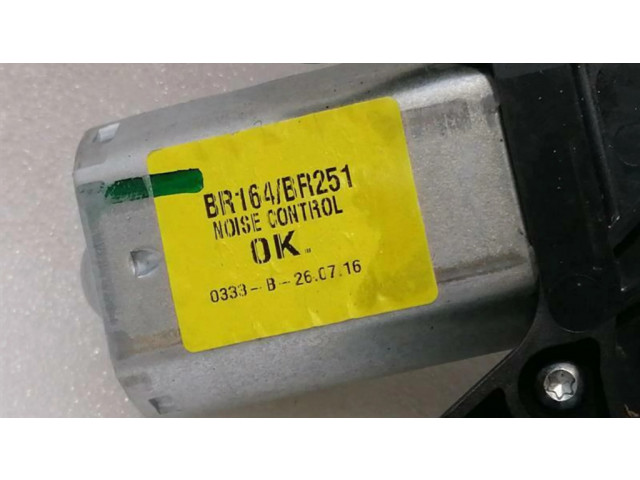 BR164/BR251
NOISE CONTROL
OK
0333-B-26.07.16